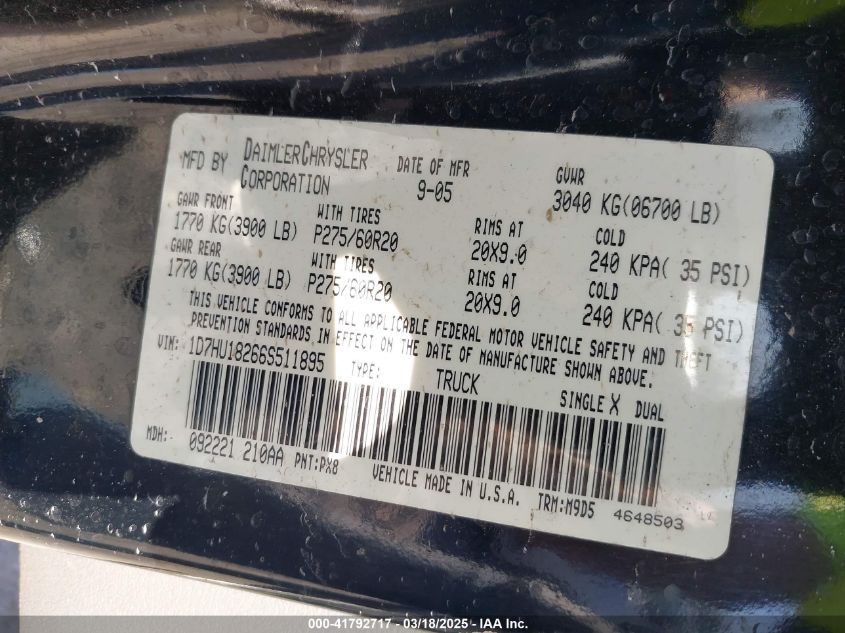 MFD BY DAIMLERCHRYSLER CORPORATION DATE OF MFR 9-05 GVWR 3040 KG(06700 LB)
GAWR FRONT WITH TIRES RIMS AT COLD
1770 KG(3900 LB) P275/60R20 20X9.0 240 KPA( 35 PSI)
GAWR REAR WITH TIRES RIMS AT COLD
1770 KG(3900 LB) P275/60R20 20X9.0 240 KPA( 35 PSI)
THIS VEHICLE CONFORMS TO ALL APPLICABLE FEDERAL MOTOR VEHICLE SAFETY AND THEFT
PREVENTION STANDARDS IN EFFECT ON THE DATE OF MANUFACTURE SHOWN ABOVE.
VIN: 1D7HU18266S511895 TYPE: TRUCK SINGLE X DUAL
MDH: 092221 210AA PNT:PX8 VEHICLE MADE IN U.S.A. TRM:M9D5 4648503
000-41792717 - 03/18/2025 - IAA, Inc.